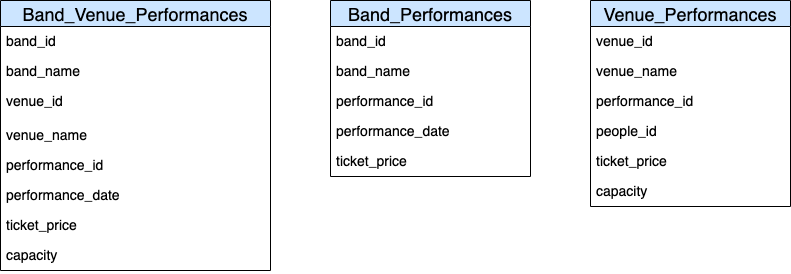 Band_Venue_Performances
band_id
band_name
venue_id
venue_name
performance_id
performance_date
ticket_price
capacity
Band_Performances
band_id
band_name
performance_id
performance_date
ticket_price
Venue_Performances
venue_id
venue_name
performance_id
people_id
ticket_price
capacity